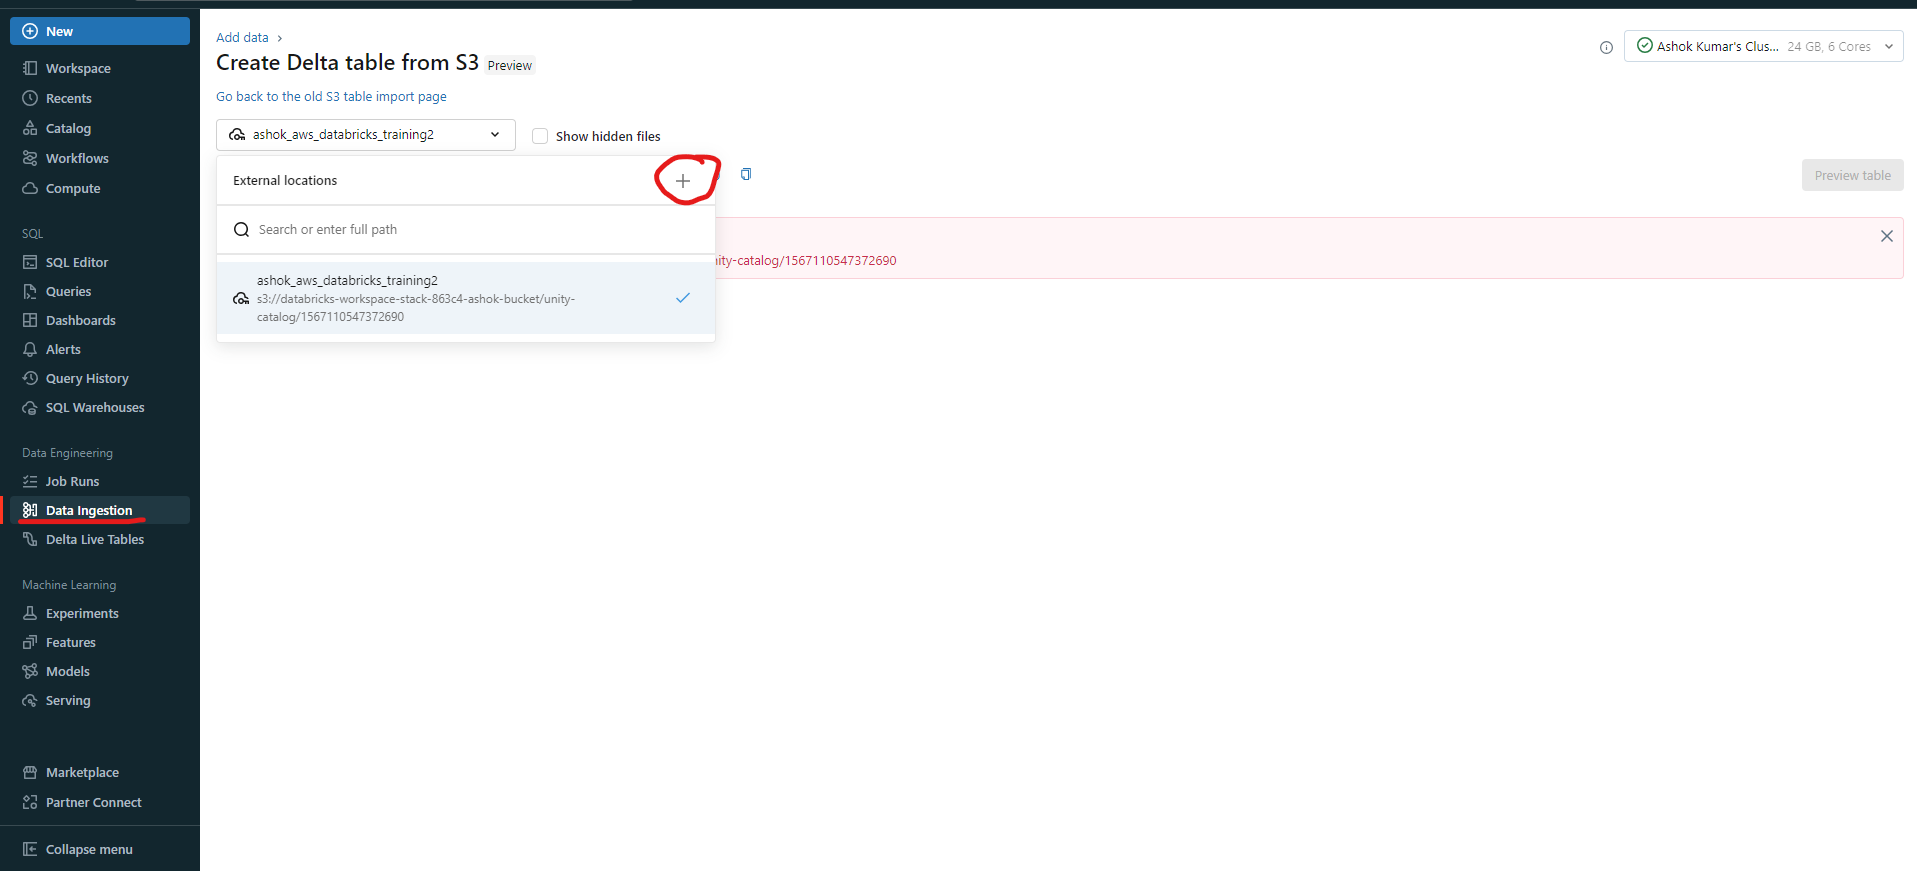 New
Workspace
Recents
Catalog
Workflows
Compute
SQL
SQL Editor
Queries
Dashboards
Alerts
Query History
SQL Warehouses
Data Engineering
Job Runs
Data Ingestion
Delta Live Tables
Machine Learning
Experiments
Features
Models
Serving
Marketplace
Partner Connect
Collapse menu
Add data ›
Create Delta table from S3 Preview
Ashok Kumar's Clus... 24 GB, 6 Cores
Go back to the old S3 table import page
ashok_aws_databricks_training2
Show hidden files
External locations
Preview table
Search or enter full path
ity-catalog/1567110547372690
ashok_aws_databricks_training2
s3://databricks-workspace-stack-863c4-ashok-bucket/unity-
catalog/1567110547372690